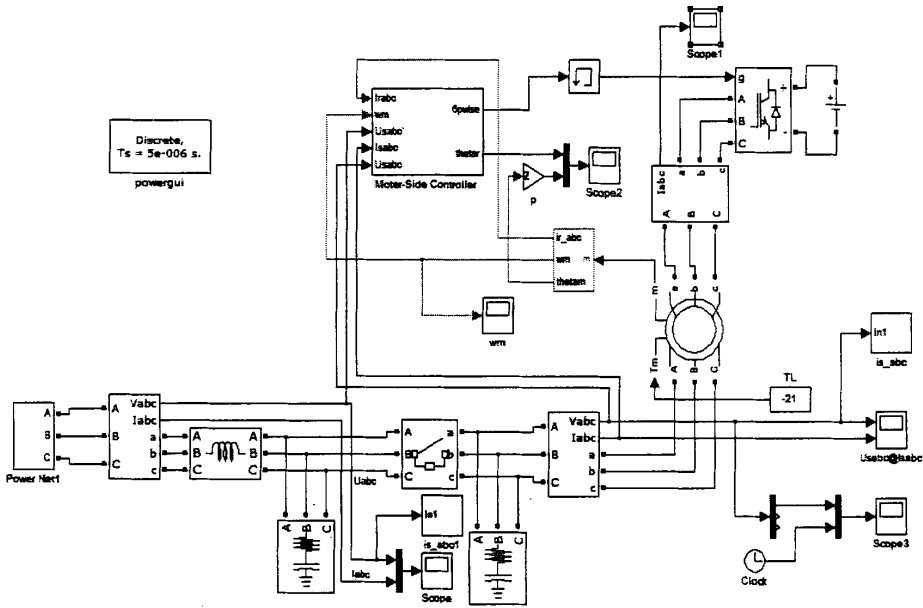 Scope1
Irabc
wm
Usabc'
Isabc
Usabc
6pwise
thetar
Moter-Side Controller
Discrete,
Ts = 5e-006 s.
powergui
2
p
Scope2
g
A
B
C
+
-
+
Iabc
a
b
c
A
B
C
ir_abc
wm
thetam
m
wm
m
a
b
c
Tm
A
B
C
TL
-21
In1
is_abc
Power Net1
A
B
C
A
B
C
Vabc
Iabc
a
b
c
A
B
C
A
B
C
Uabc
A
B
C
a
b
c
A
B
C
Vabc
Iabc
a
b
c
Usabc@Isabc
A
B
C
In1
is_abc1
Iabc
Scope
A
B
C
Clock
Scope3